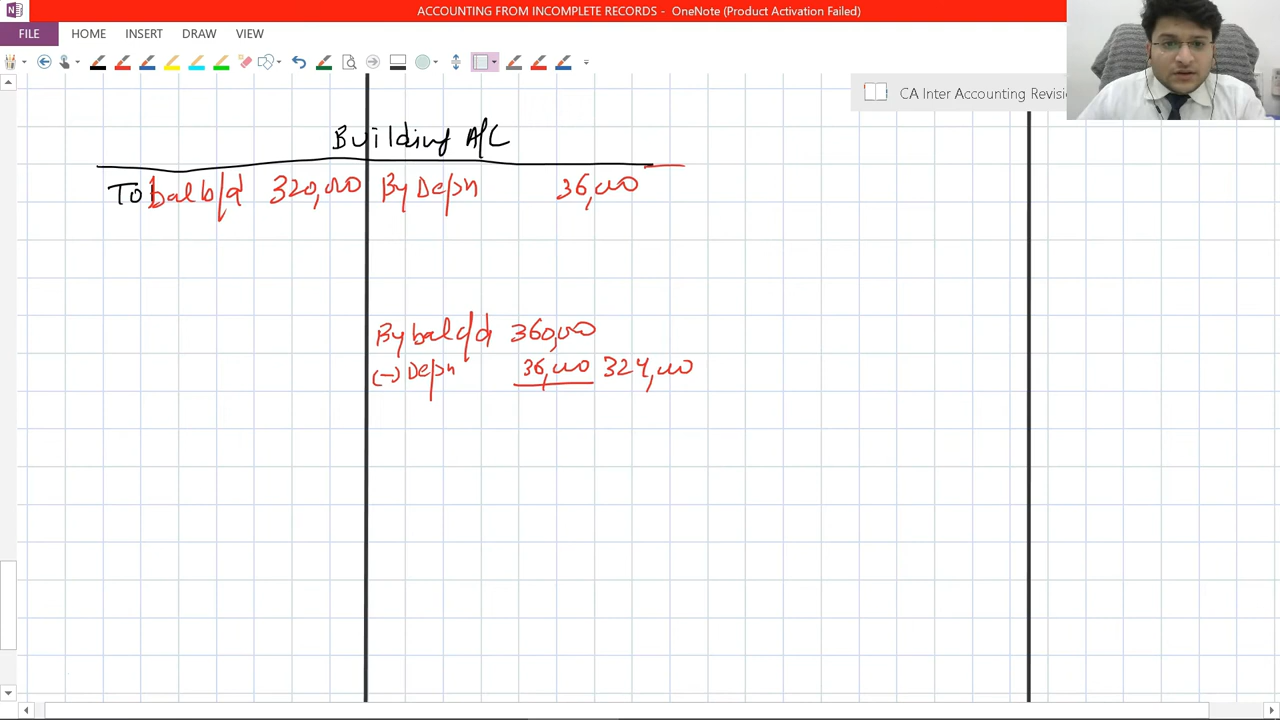 ACCOUNTING FROM INCOMPLETE RECORDS - OneNote (Product Activation Failed)
FILE HOME INSERT DRAW VIEW
CA Inter Accounting Revisi
Building A/C
To bal b/d 320,000 By Depn 36,000
By bal c/d 360,000
(-) Depn 36,000 324,000